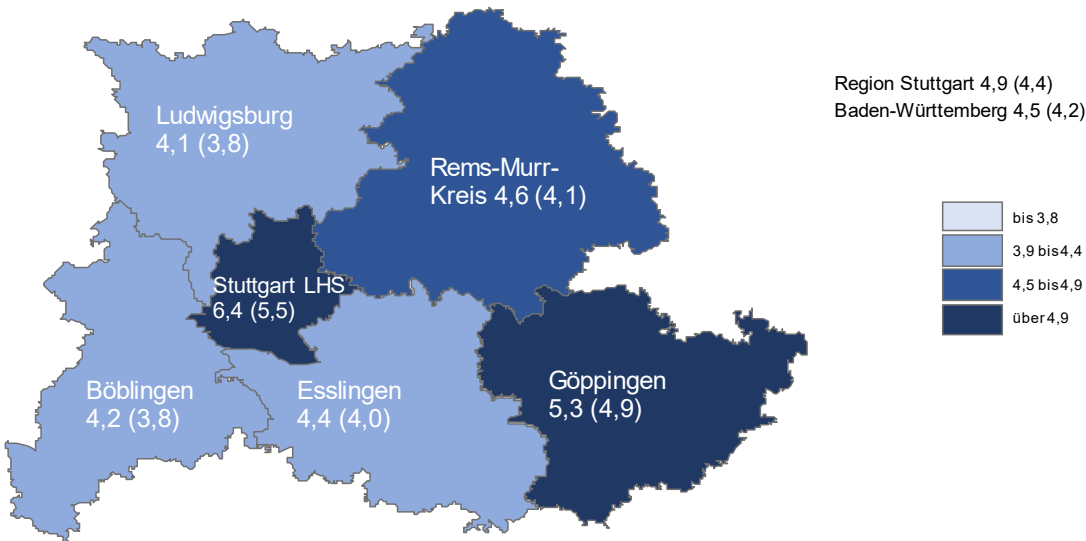 Region Stuttgart 4,9 (4,4)
Baden-Württemberg 4,5 (4,2)
Ludwigsburg
4,1 (3,8)
Rems-Murr-
Kreis 4,6 (4,1)
Stuttgart LHS
6,4 (5,5)
Böblingen
4,2 (3,8)
Esslingen
4,4 (4,0)
Göppingen
5,3 (4,9)
bis 3,8
3,9 bis 4,4
4,5 bis 4,9
über 4,9